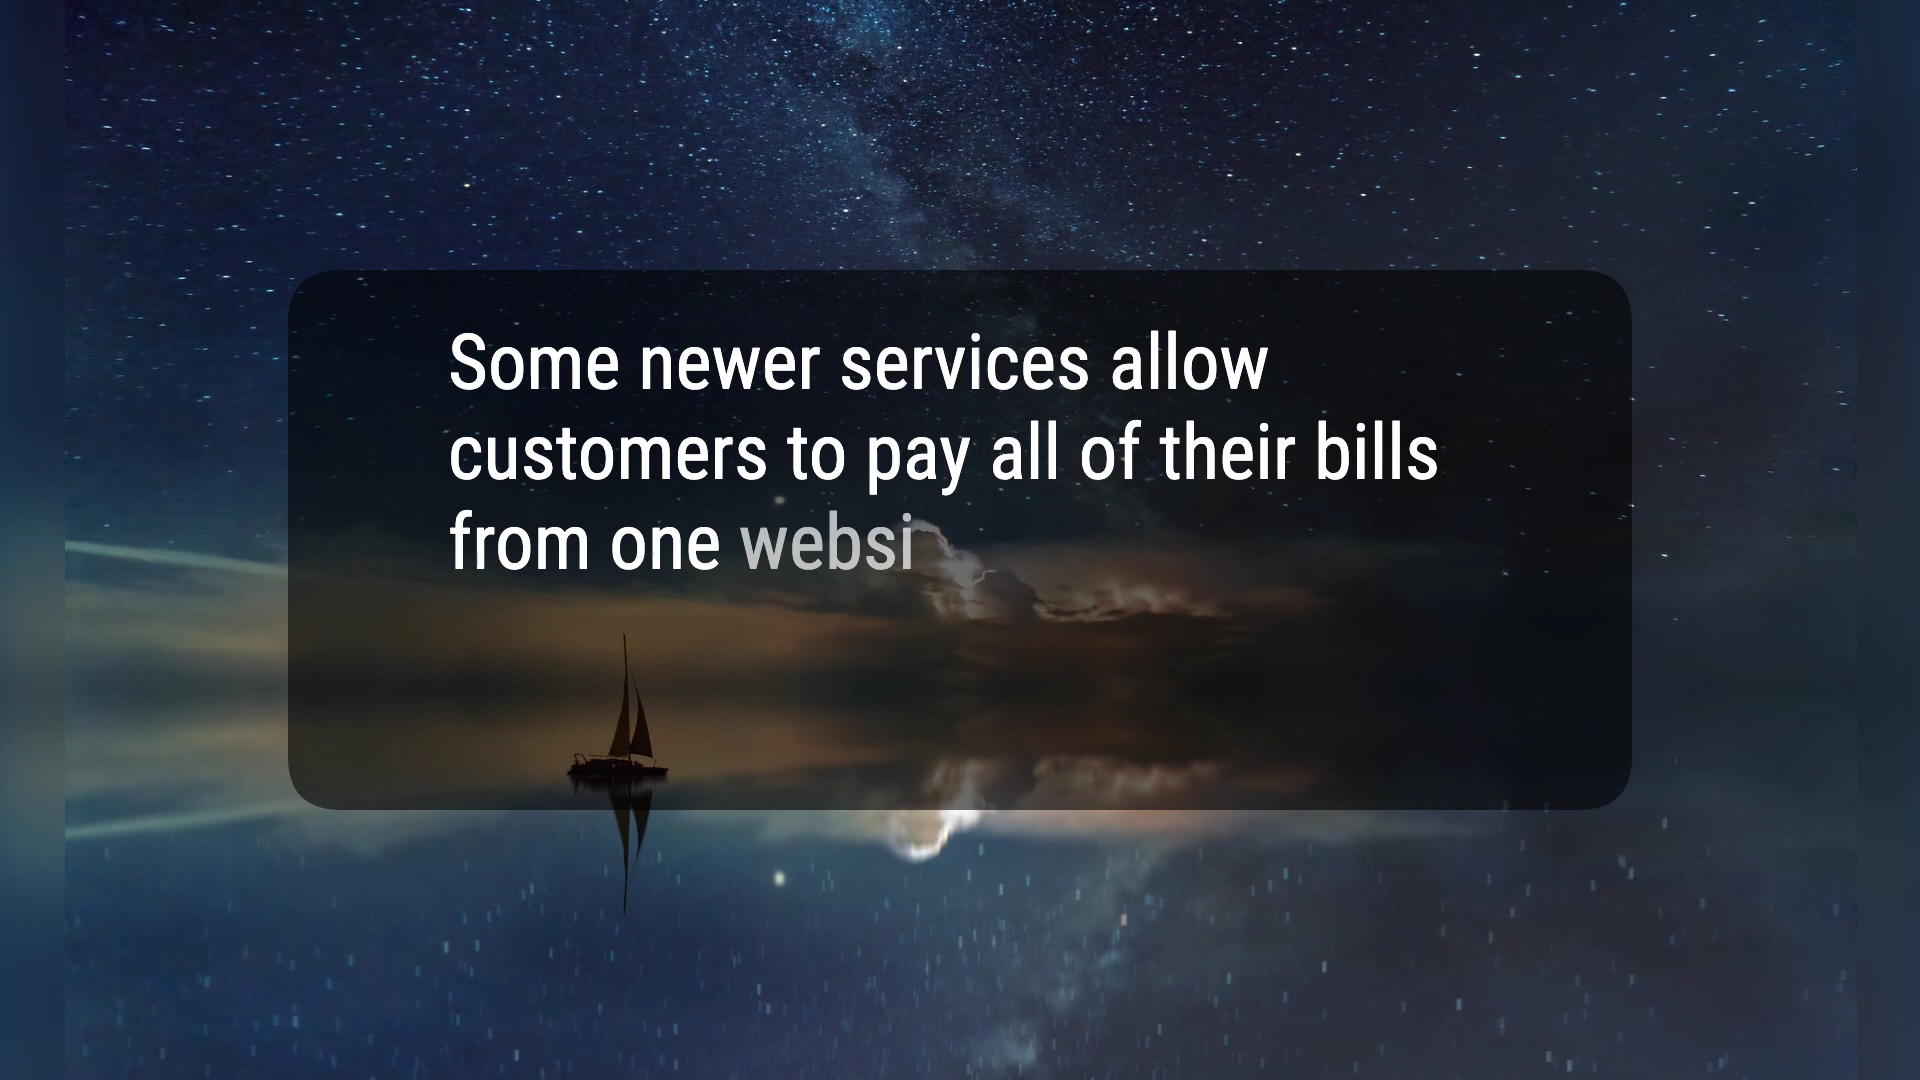 Some newer services allow
customers to pay all of their bills
from one websi